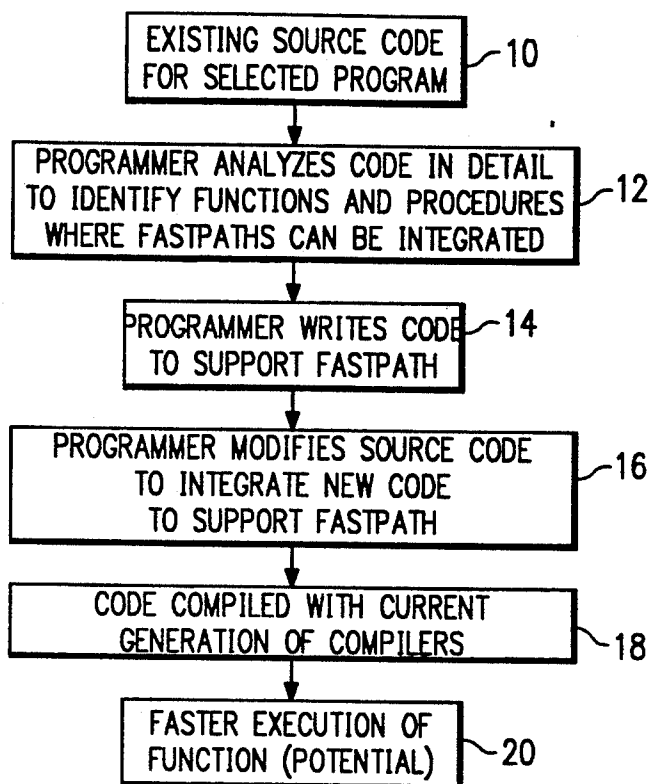 EXISTING SOURCE CODE
FOR SELECTED PROGRAM
10
PROGRAMMER ANALYZES CODE IN DETAIL
TO IDENTIFY FUNCTIONS AND PROCEDURES
WHERE FASTPATHS CAN BE INTEGRATED
12
PROGRAMMER WRITES CODE
TO SUPPORT FASTPATH
14
PROGRAMMER MODIFIES SOURCE CODE
TO INTEGRATE NEW CODE
TO SUPPORT FASTPATH
16
CODE COMPILED WITH CURRENT
GENERATION OF COMPILERS
18
FASTER EXECUTION OF
FUNCTION (POTENTIAL)
20